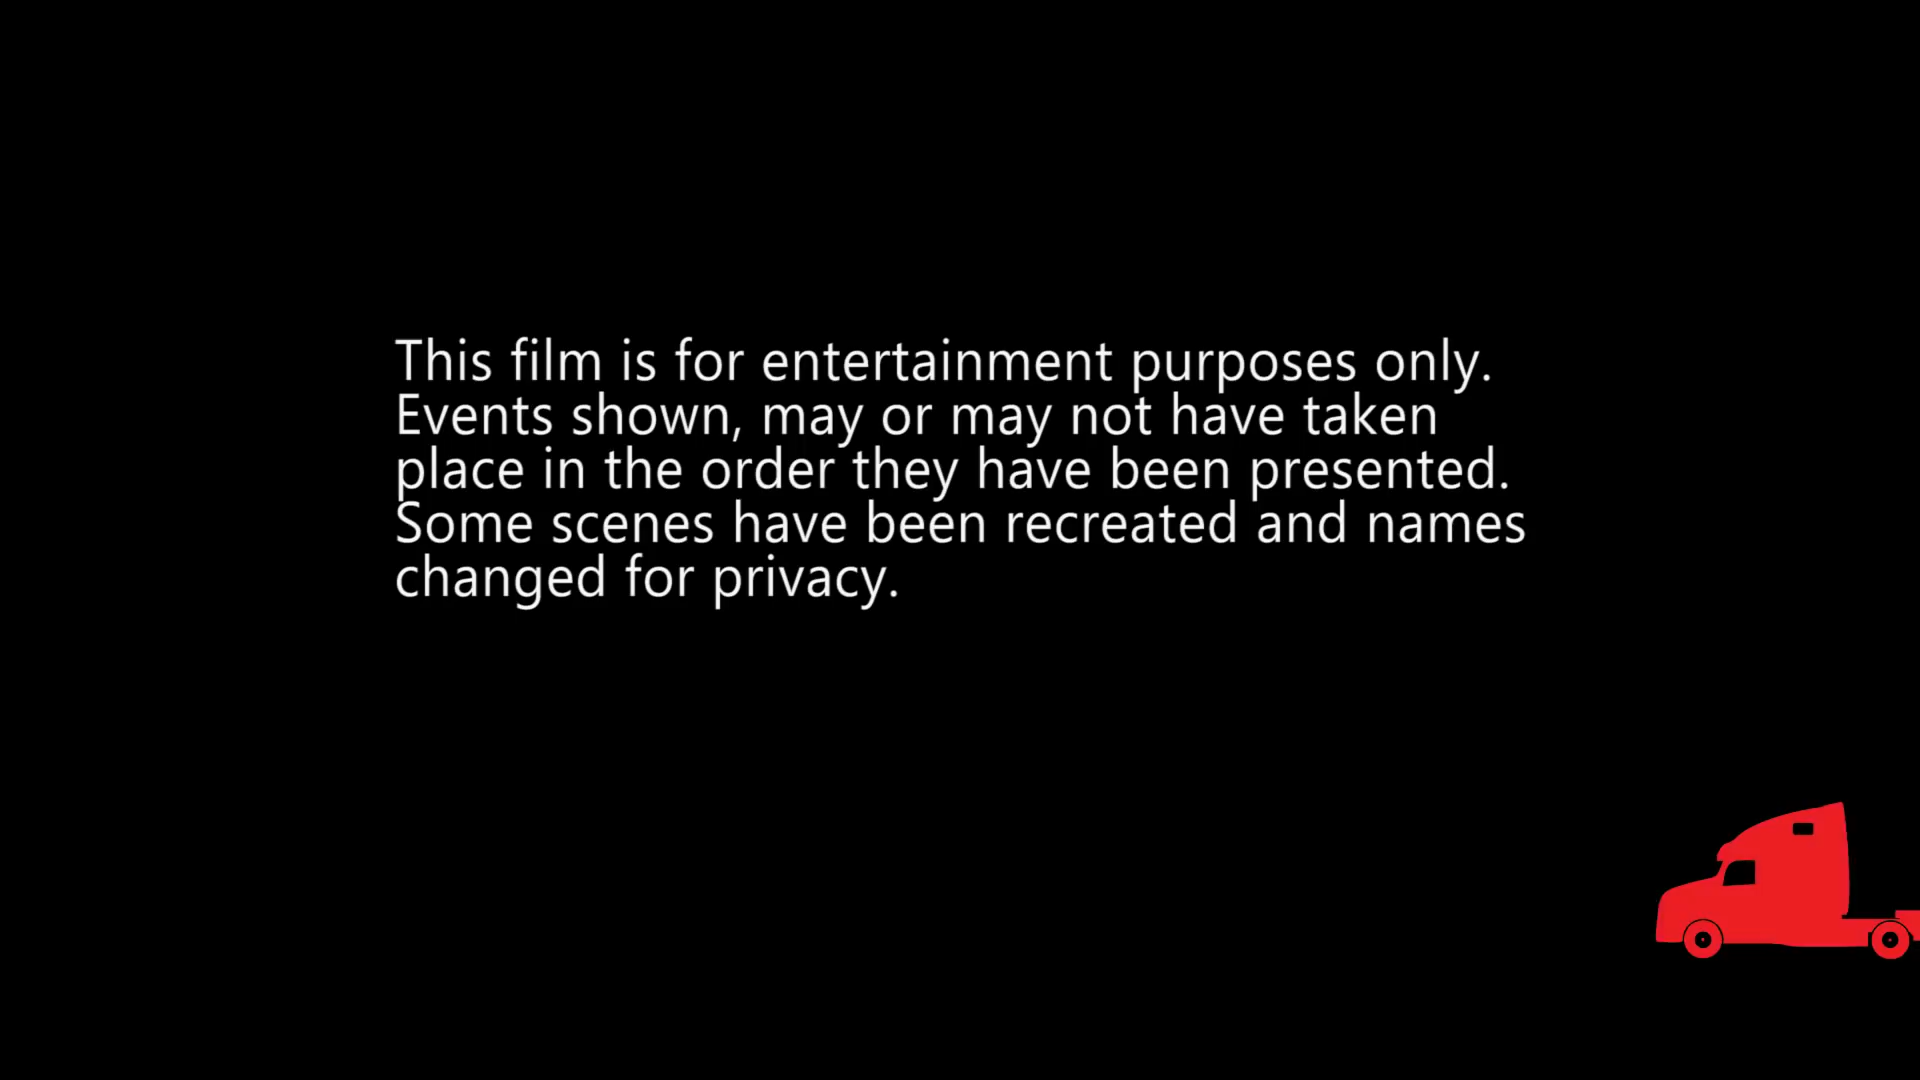 This film is for entertainment purposes only.
Events shown, may or may not have taken
place in the order they have been presented.
Some scenes have been recreated and names
changed for privacy.